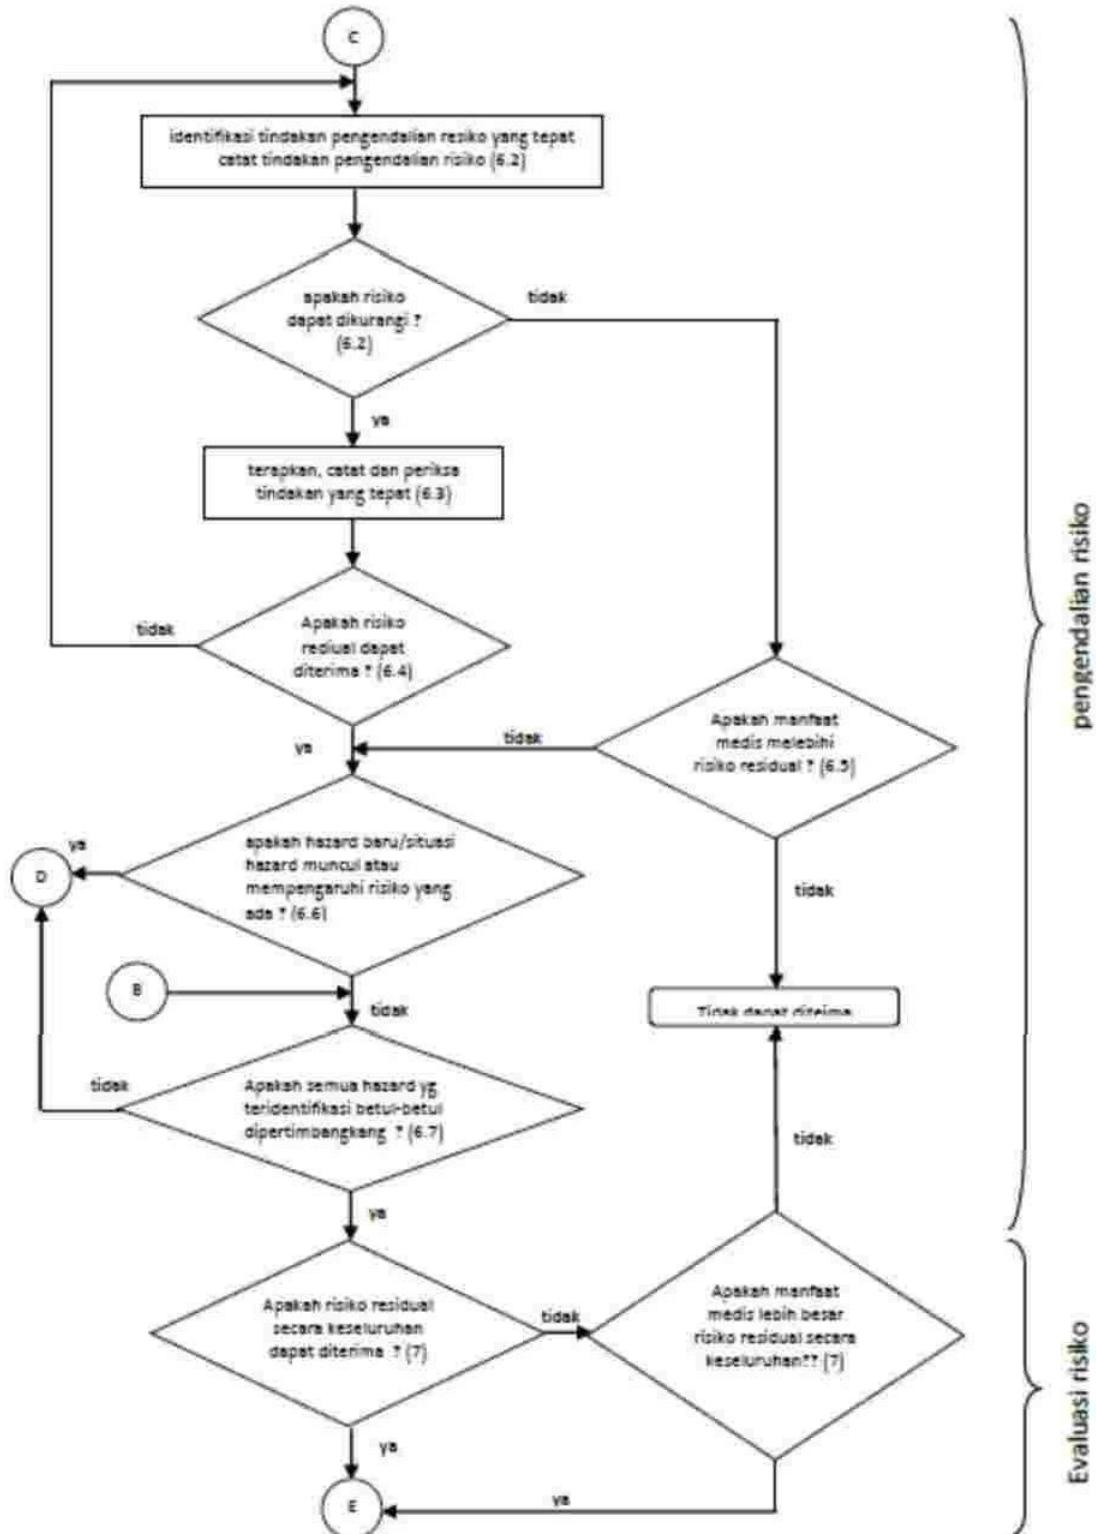 C
identifikasi tindakan pengendalian resiko yang tepat
catat tindakan pengendalian risiko (6.2)
apakah risiko
dapat dikurangi ?
(6.2)
tidak
ya
terapkan, catat dan periksa
tindakan yang tepat (6.3)
Apakah risiko
rediual dapat
diterima ? (6.4)
tidak
ya
Apakah manfaat
medis melebihi
risiko residual ? (6.5)
tidak
tidak
apakah hazard baru/situasi
hazard muncul atau
mempengaruhi risiko yang
ada ? (6.6)
ya
D
B
tidak
Tidak dapat diteima
Apakah semua hazard yg
teridentifikasi betul-betul
dipertimbangkang ? (6.7)
tidak
ya
tidak
Apakah risiko residual
secara keseluruhan
dapat diterima ? (7)
tidak
Apakah manfaat
medis lebih besar
risiko residual secara
keseluruhan?? (7)
ya
E
ya
pengendalian risiko
Evaluasi risiko